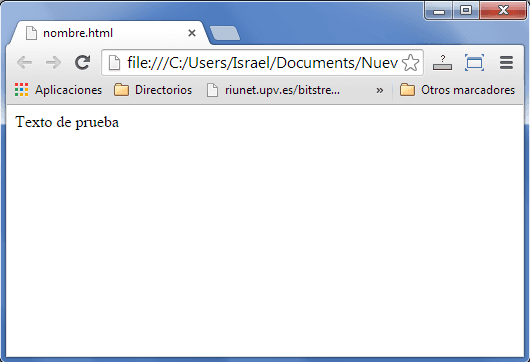 nombre.html
file:///C:/Users/Israel/Documents/Nuev
Aplicaciones Directorios riunet.upv.es/bitstre... » Otros marcadores
Texto de prueba